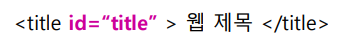 <title id=“title” > 웹 제목 </title>